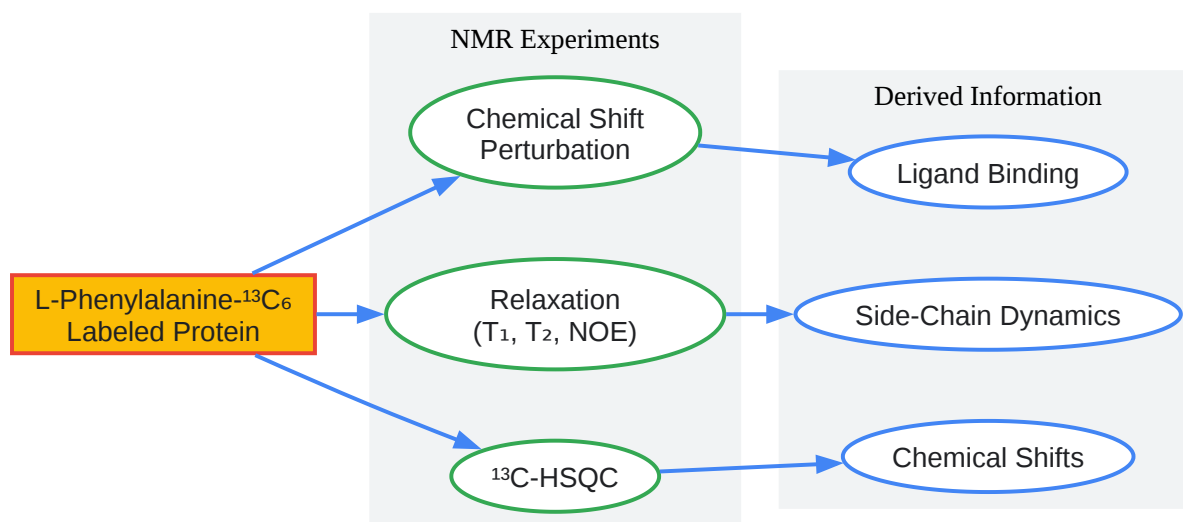 NMR Experiments
Derived Information
Chemical Shift
Perturbation
Ligand Binding
L-Phenylalanine-¹³C₆
Labeled Protein
Relaxation
(T₁, T₂, NOE)
Side-Chain Dynamics
¹³C-HSQC
Chemical Shifts